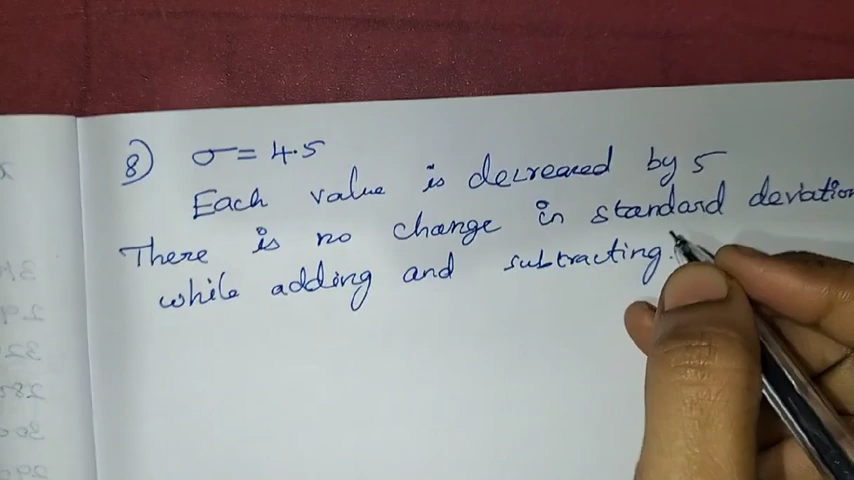 8) σ = 4.5
Each value is decreased by 5
There is no change in standard deviation
while adding and subtracting.